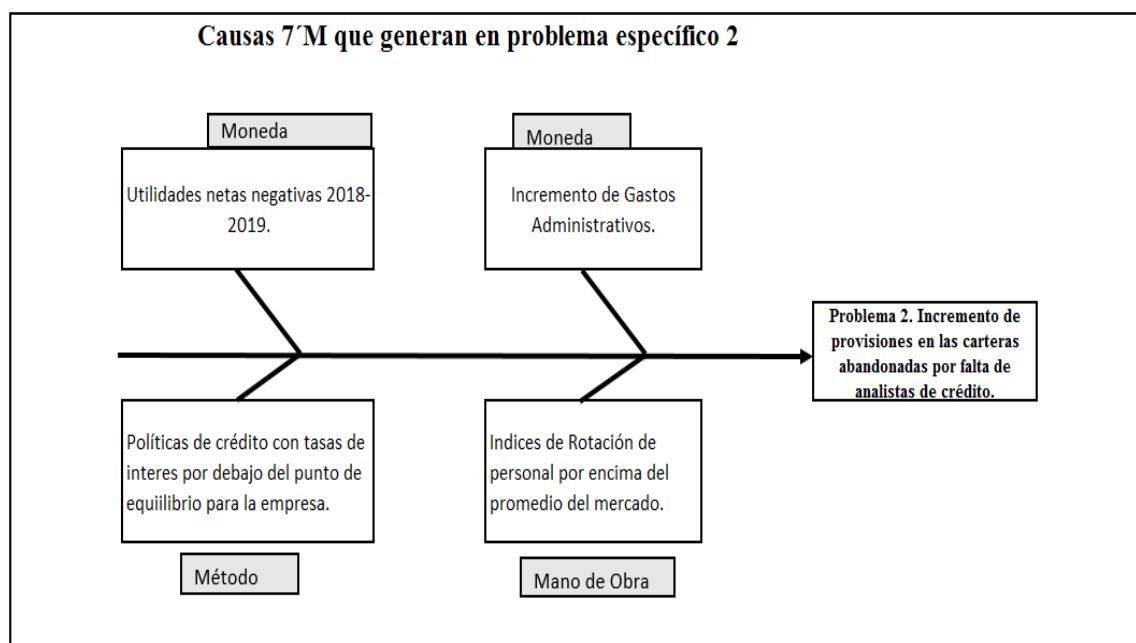 Causas 7´M que generan en problema específico 2
Moneda
Utilidades netas negativas 2018-
2019.
Moneda
Incremento de Gastos
Administrativos.
Problema 2. Incremento de
provisiones en las carteras
abandonadas por falta de
analistas de crédito.
Políticas de crédito con tasas de
interes por debajo del punto de
equiilibrio para la empresa.
Método
Indices de Rotación de
personal por encima del
promedio del mercado.
Mano de Obra